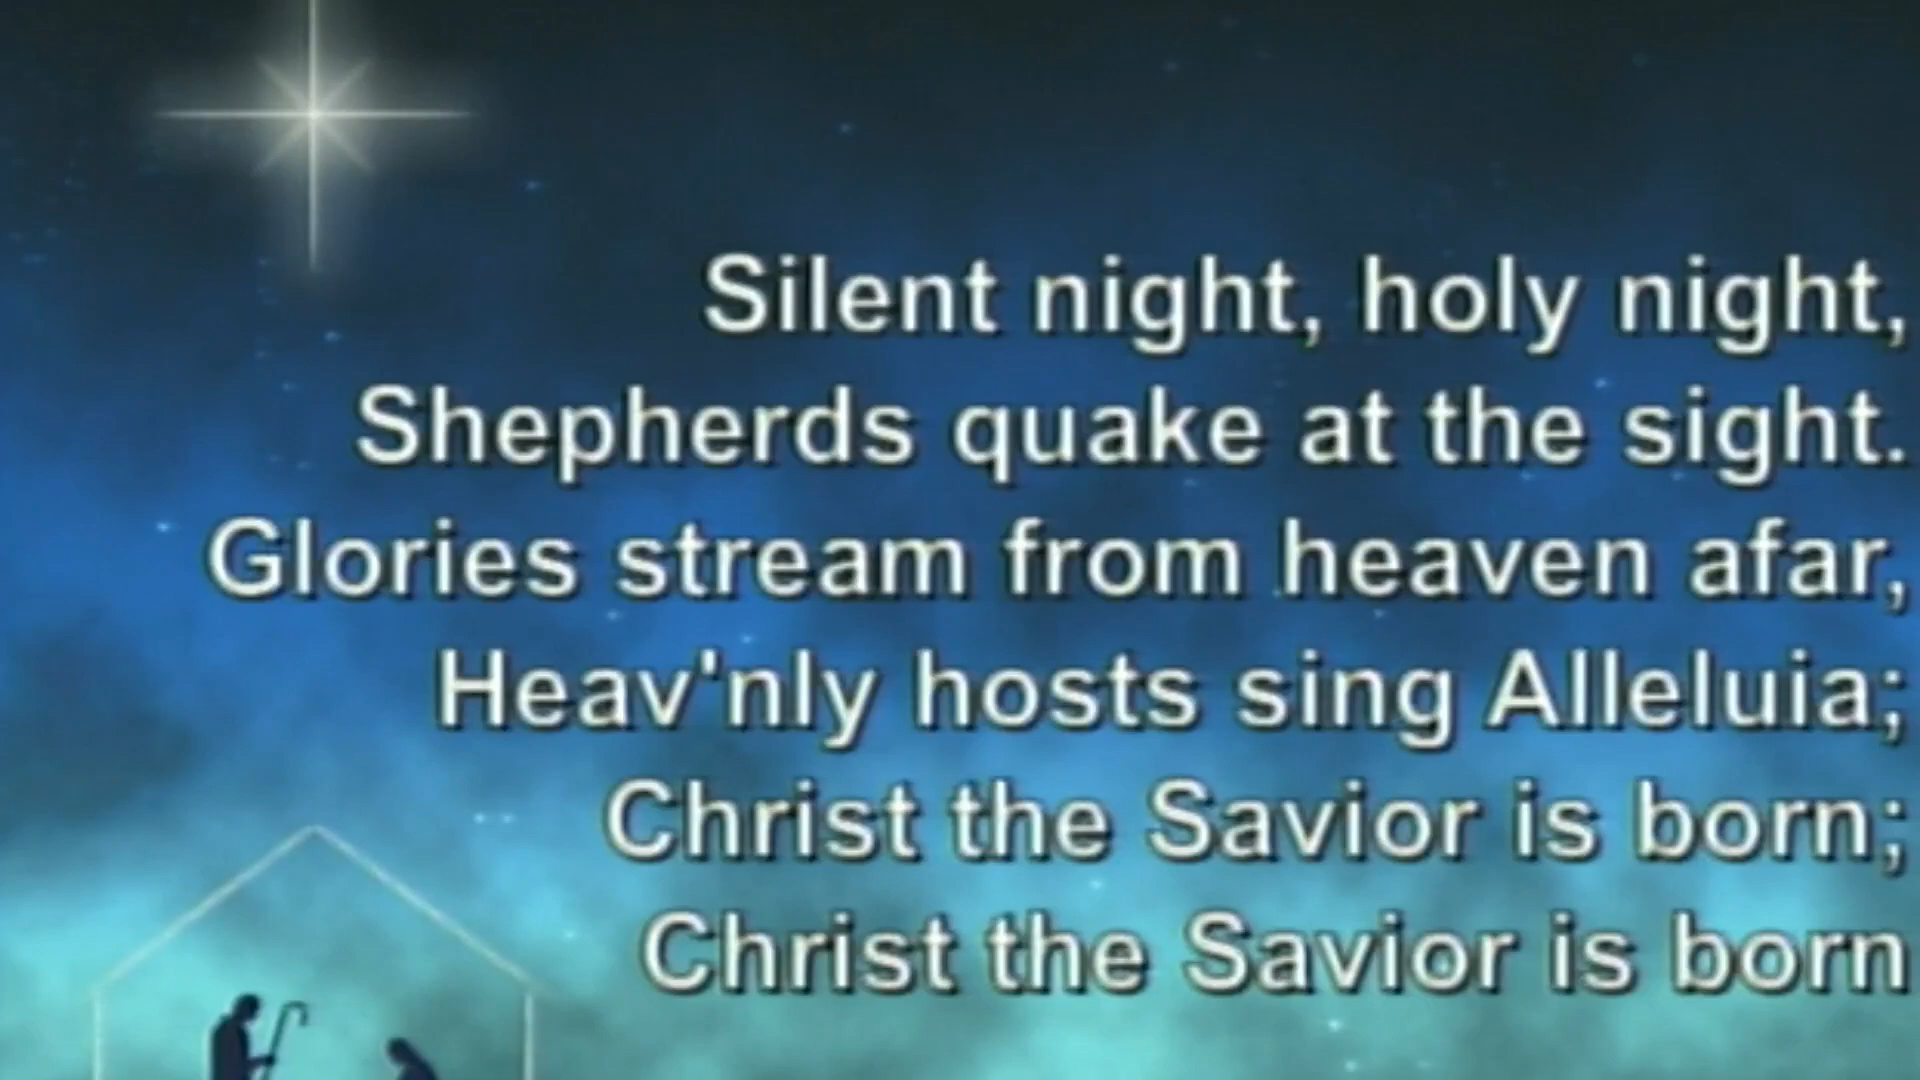 Silent night, holy night,
Shepherds quake at the sight.
Glories stream from heaven afar,
Heav'nly hosts sing Alleluia;
Christ the Savior is born;
Christ the Savior is born